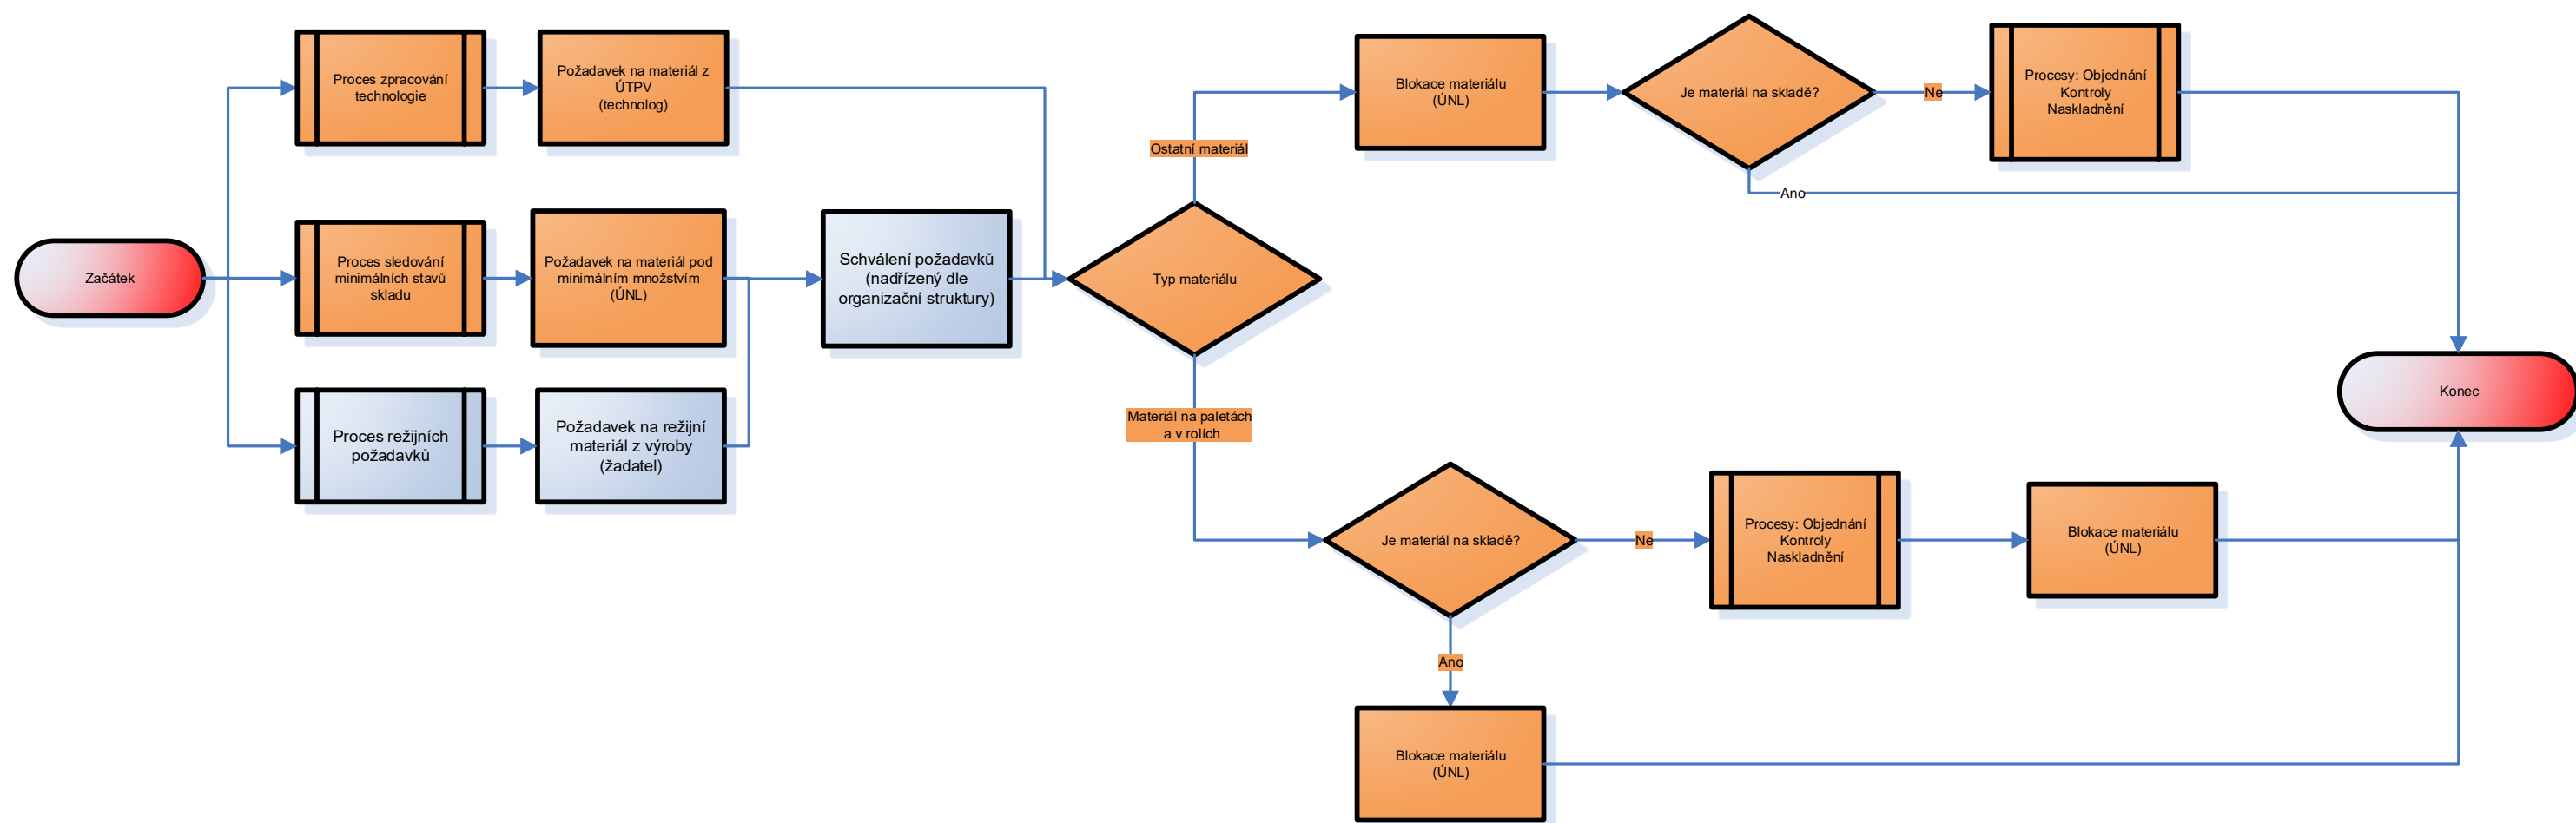 Začátek
Proces zpracování
technologie
Požadavek na materiál z
ÚTPV
(technolog)
Proces sledování
minimálních stavů
skladu
Požadavek na materiál pod
minimálním množstvím
(ÚNL)
Proces režijních
požadavků
Požadavek na režijní
materiál z výroby
(žadatel)
Schválení požadavků
(nadřízený dle
organizační struktury)
Typ materiálu
Ostatní materiál
Blokace materiálu
(ÚNL)
Je materiál na skladě?
Ne
Procesy: Objednání
Kontroly
Naskladnění
Ano
Materiál na paletách
a v rolích
Je materiál na skladě?
Ne
Procesy: Objednání
Kontroly
Naskladnění
Blokace materiálu
(ÚNL)
Ano
Blokace materiálu
(ÚNL)
Konec